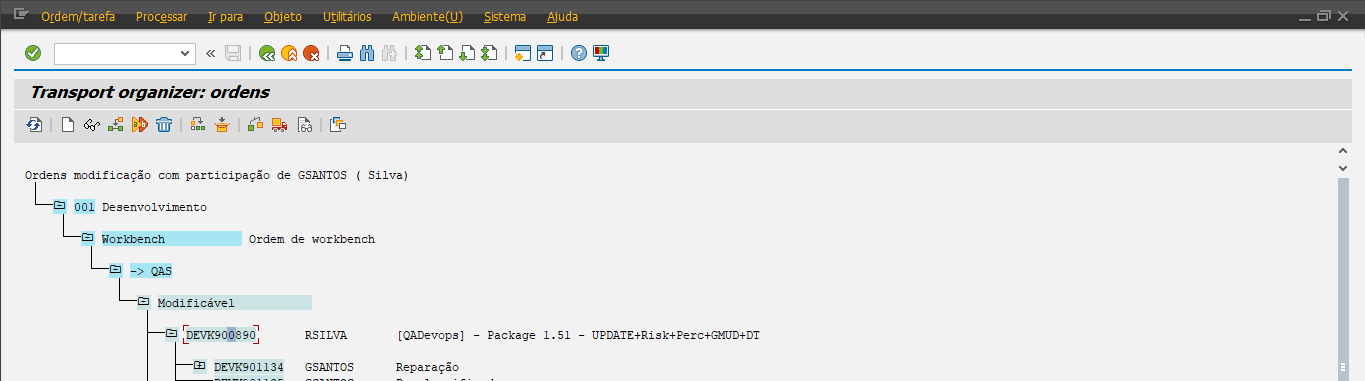 Ordem/tarefa Processar Ir para Objeto Utilitários Ambiente(U) Sistema Ajuda
Transport organizer: ordens
Ordens modificação com participação de GSANTOS ( Silva)
001 Desenvolvimento
Workbench Ordem de workbench
-> QAS
Modificável
DEVK900890 RSILVA [QADevops] - Package 1.51 - UPDATE+Risk+Perc+GMUD+DT
DEVK901134 GSANTOS Reparação